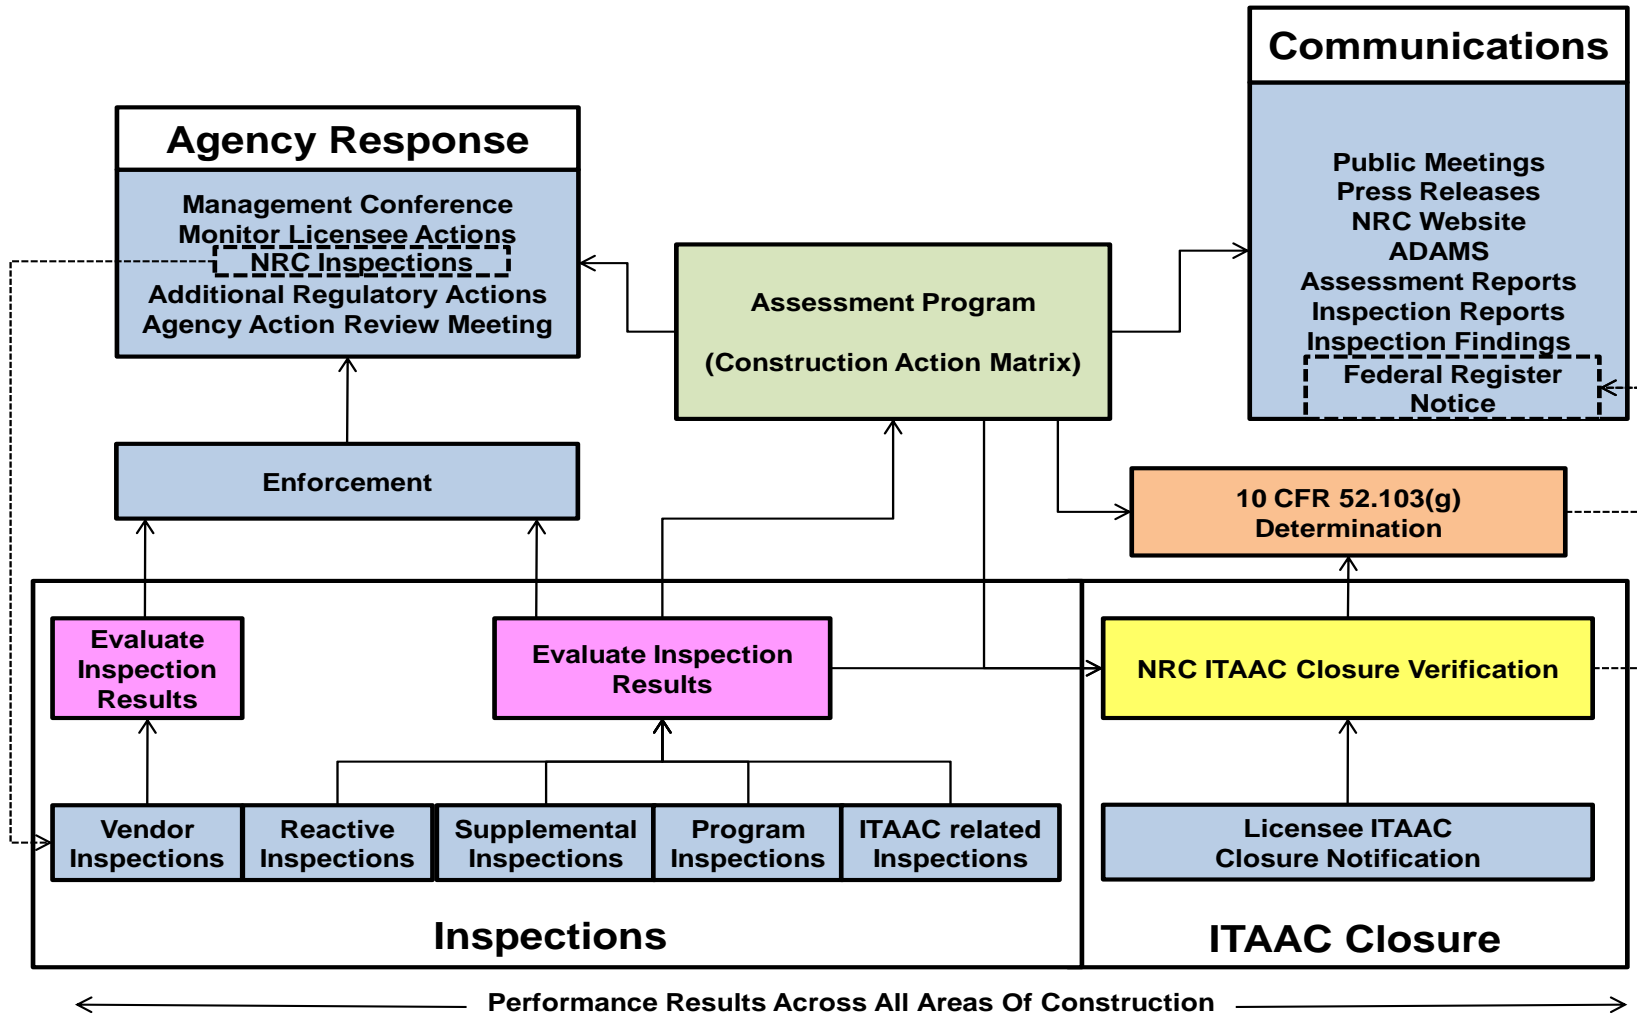 Communications
Public Meetings
Press Releases
NRC Website
ADAMS
Assessment Reports
Inspection Reports
Inspection Findings
Federal Register
Notice
Agency Response
Management Conference
Monitor Licensee Actions
NRC Inspections
Additional Regulatory Actions
Agency Action Review Meeting
Assessment Program
(Construction Action Matrix)
Enforcement
10 CFR 52.103(g)
Determination
Evaluate
Inspection
Results
Evaluate Inspection
Results
NRC ITAAC Closure Verification
Vendor
Inspections
Reactive
Inspections
Supplemental
Inspections
Program
Inspections
ITAAC related
Inspections
Licensee ITAAC
Closure Notification
Inspections
ITAAC Closure
Performance Results Across All Areas Of Construction